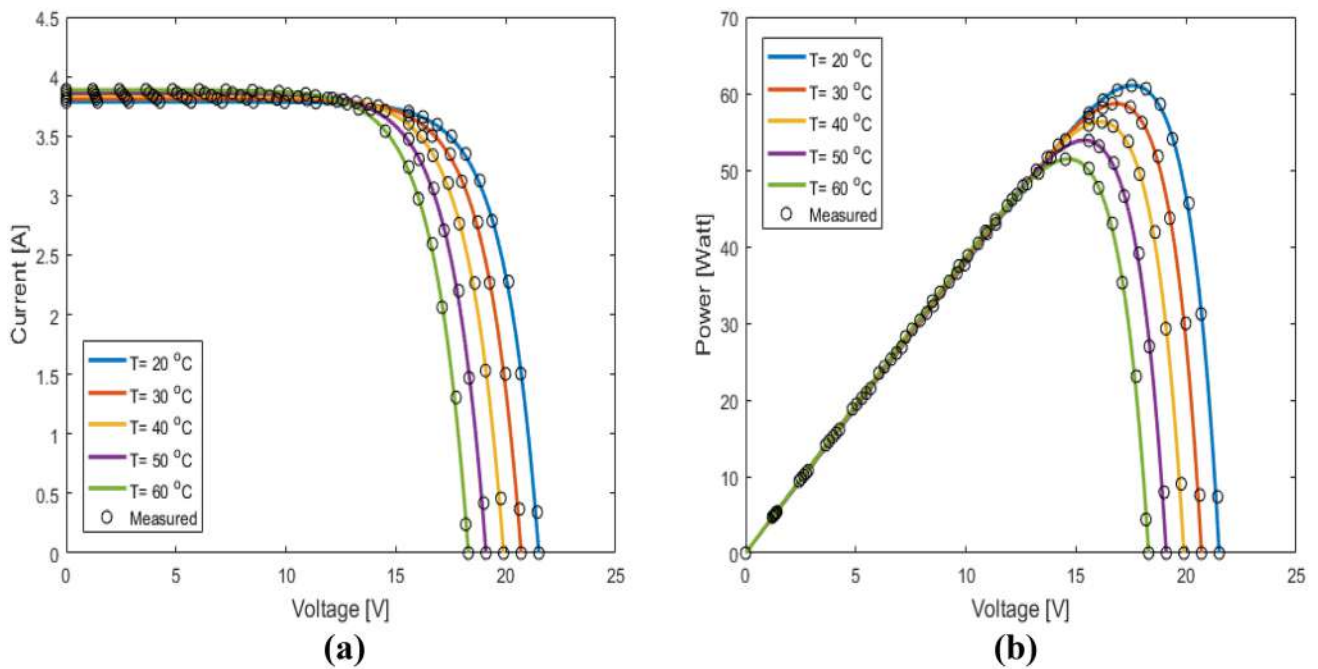 4.5
4
3.5
3
2.5
2
1.5
1
0.5
0
Current [A]
T= 20 °C
T= 30 °C
T= 40 °C
T= 50 °C
T= 60 °C
Measured
0 5 10 15 20 25
Voltage [V]
(a)
70
60
50
40
30
20
10
0
Power [Watt]
T= 20 °C
T= 30 °C
T= 40 °C
T= 50 °C
T= 60 °C
Measured
0 5 10 15 20 25
Voltage [V]
(b)